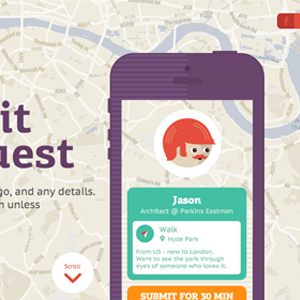 it
uest
go, and any details.
unless
Scroll
Jason
Architect @ Perkins Eastman
Walk
Hyde Park
From US - new to London,
Want to see the park through
eyes of someone who loves it.
SUBMIT FOR 30 MIN